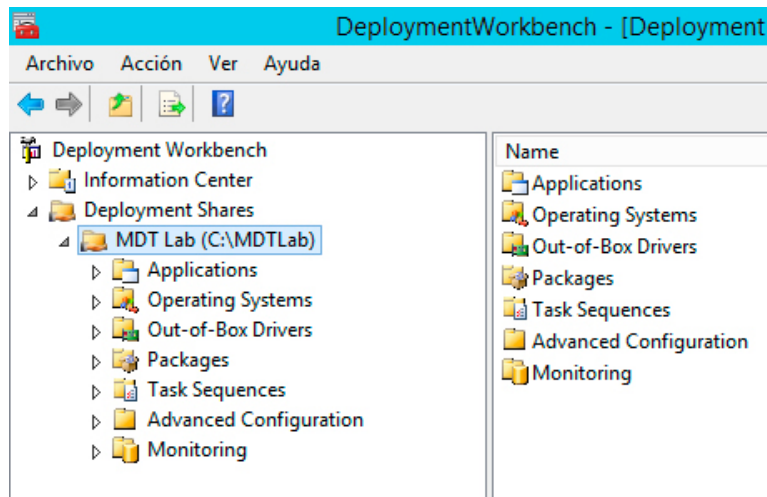 DeploymentWorkbench - [Deployment
Archivo Acción Ver Ayuda
Deployment Workbench
Information Center
Deployment Shares
MDT Lab (C:\MDTLab)
Applications
Operating Systems
Out-of-Box Drivers
Packages
Task Sequences
Advanced Configuration
Monitoring
Name
Applications
Operating Systems
Out-of-Box Drivers
Packages
Task Sequences
Advanced Configuration
Monitoring